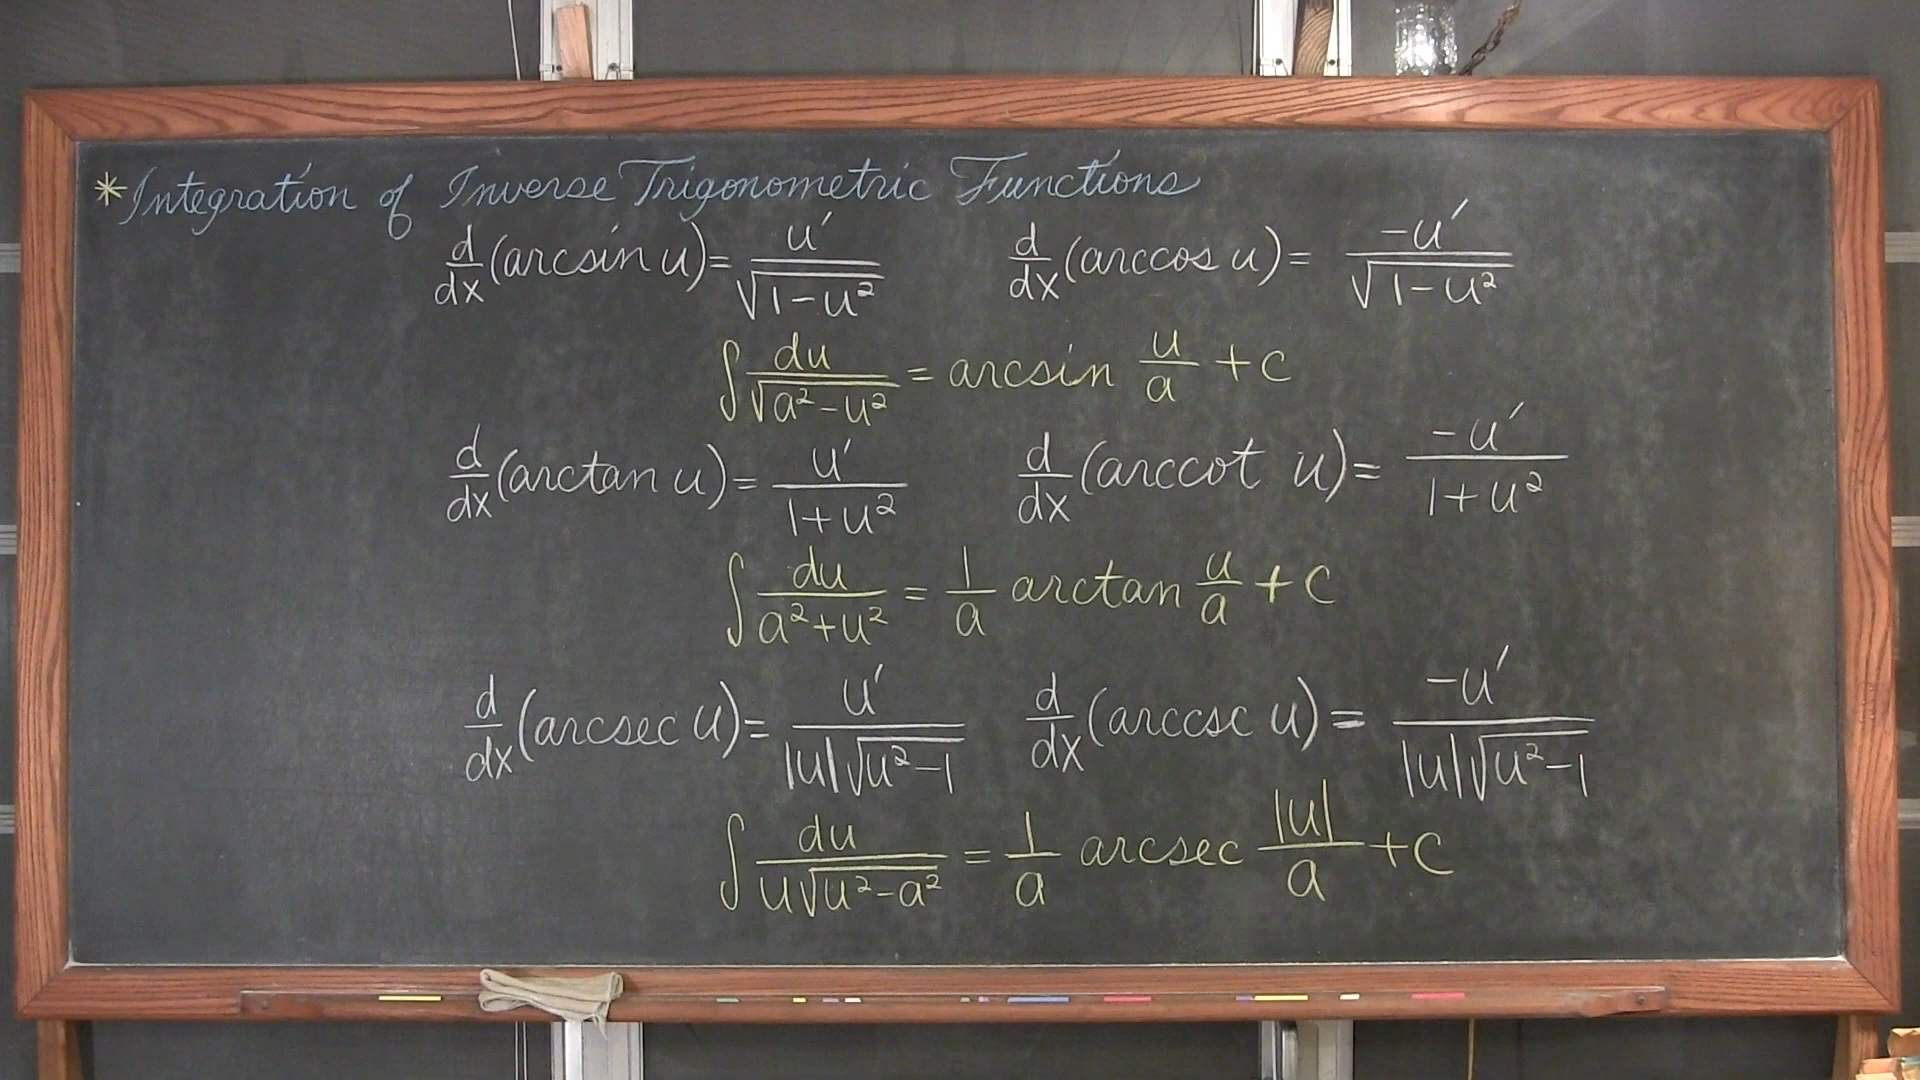 *Integration of Inverse Trigonometric Functions
d/dx (arcsin u) = u′/√(1−u²)    d/dx (arccos u) = −u′/√(1−u²)
∫ du/√(a²−u²) = arcsin u/a + C
d/dx (arctan u) = u′/(1+u²)    d/dx (arccot u) = −u′/(1+u²)
∫ du/(a²+u²) = 1/a arctan u/a + C
d/dx (arcsec u) = u′/(|u|√(u²−1))    d/dx (arccsc u) = −u′/(|u|√(u²−1))
∫ du/(u√(u²−a²)) = 1/a arcsec |u|/a + C